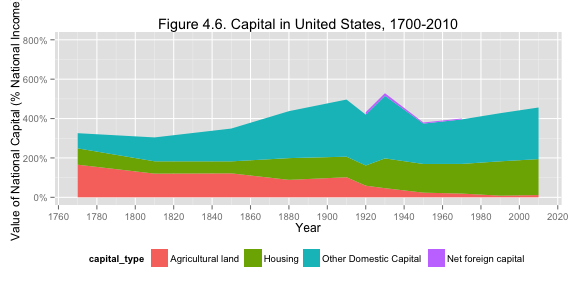 Figure 4.6. Capital in United States, 1700-2010
Value of National Capital (% National Income
800%
600%
400%
200%
0%
1760 1780 1800 1820 1840 1860 1880 1900 1920 1940 1960 1980 2000 2020
Year
capital_type Agricultural land Housing Other Domestic Capital Net foreign capital